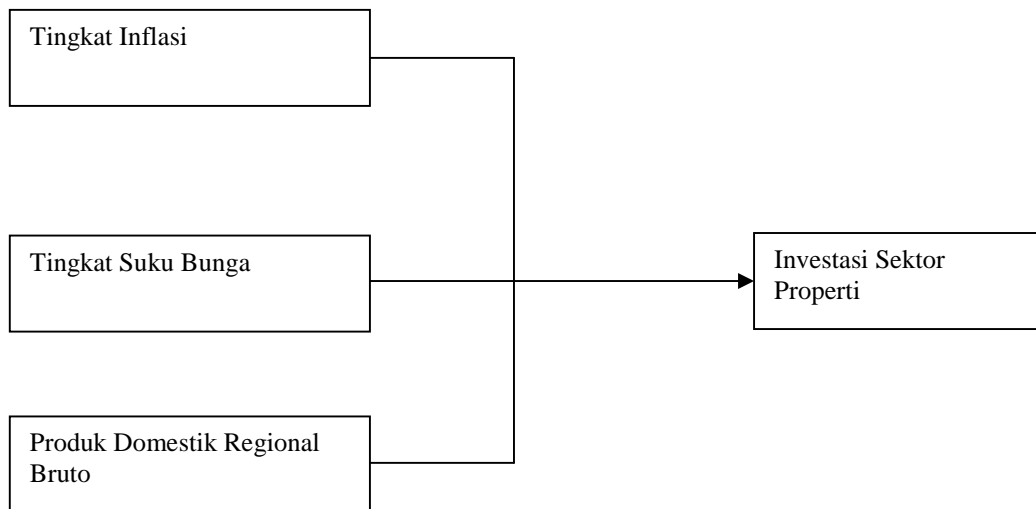 Tingkat Inflasi
Tingkat Suku Bunga
Investasi Sektor
Properti
Produk Domestik Regional
Bruto